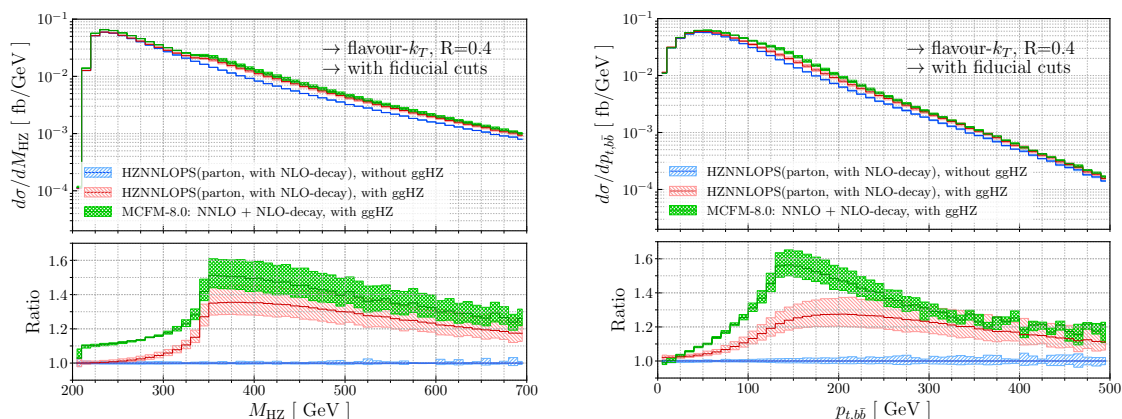 10⁻¹
10⁻²
10⁻³
10⁻⁴
dσ/dM_HZ [ fb/GeV ]
→ flavour-k_T, R=0.4
→ with fiducial cuts
HZNNLOPS(parton, with NLO-decay), without ggHZ
HZNNLOPS(parton, with NLO-decay), with ggHZ
MCFM-8.0: NNLO + NLO-decay, with ggHZ
1.6
1.4
1.2
1.0
Ratio
200 300 400 500 600 700
M_HZ [ GeV ]
10⁻¹
10⁻²
10⁻³
10⁻⁴
dσ/dp_{t,bb̄} [ fb/GeV ]
→ flavour-k_T, R=0.4
→ with fiducial cuts
HZNNLOPS(parton, with NLO-decay), without ggHZ
HZNNLOPS(parton, with NLO-decay), with ggHZ
MCFM-8.0: NNLO + NLO-decay, with ggHZ
1.6
1.4
1.2
1.0
Ratio
0 100 200 300 400 500
p_{t,bb̄} [ GeV ]